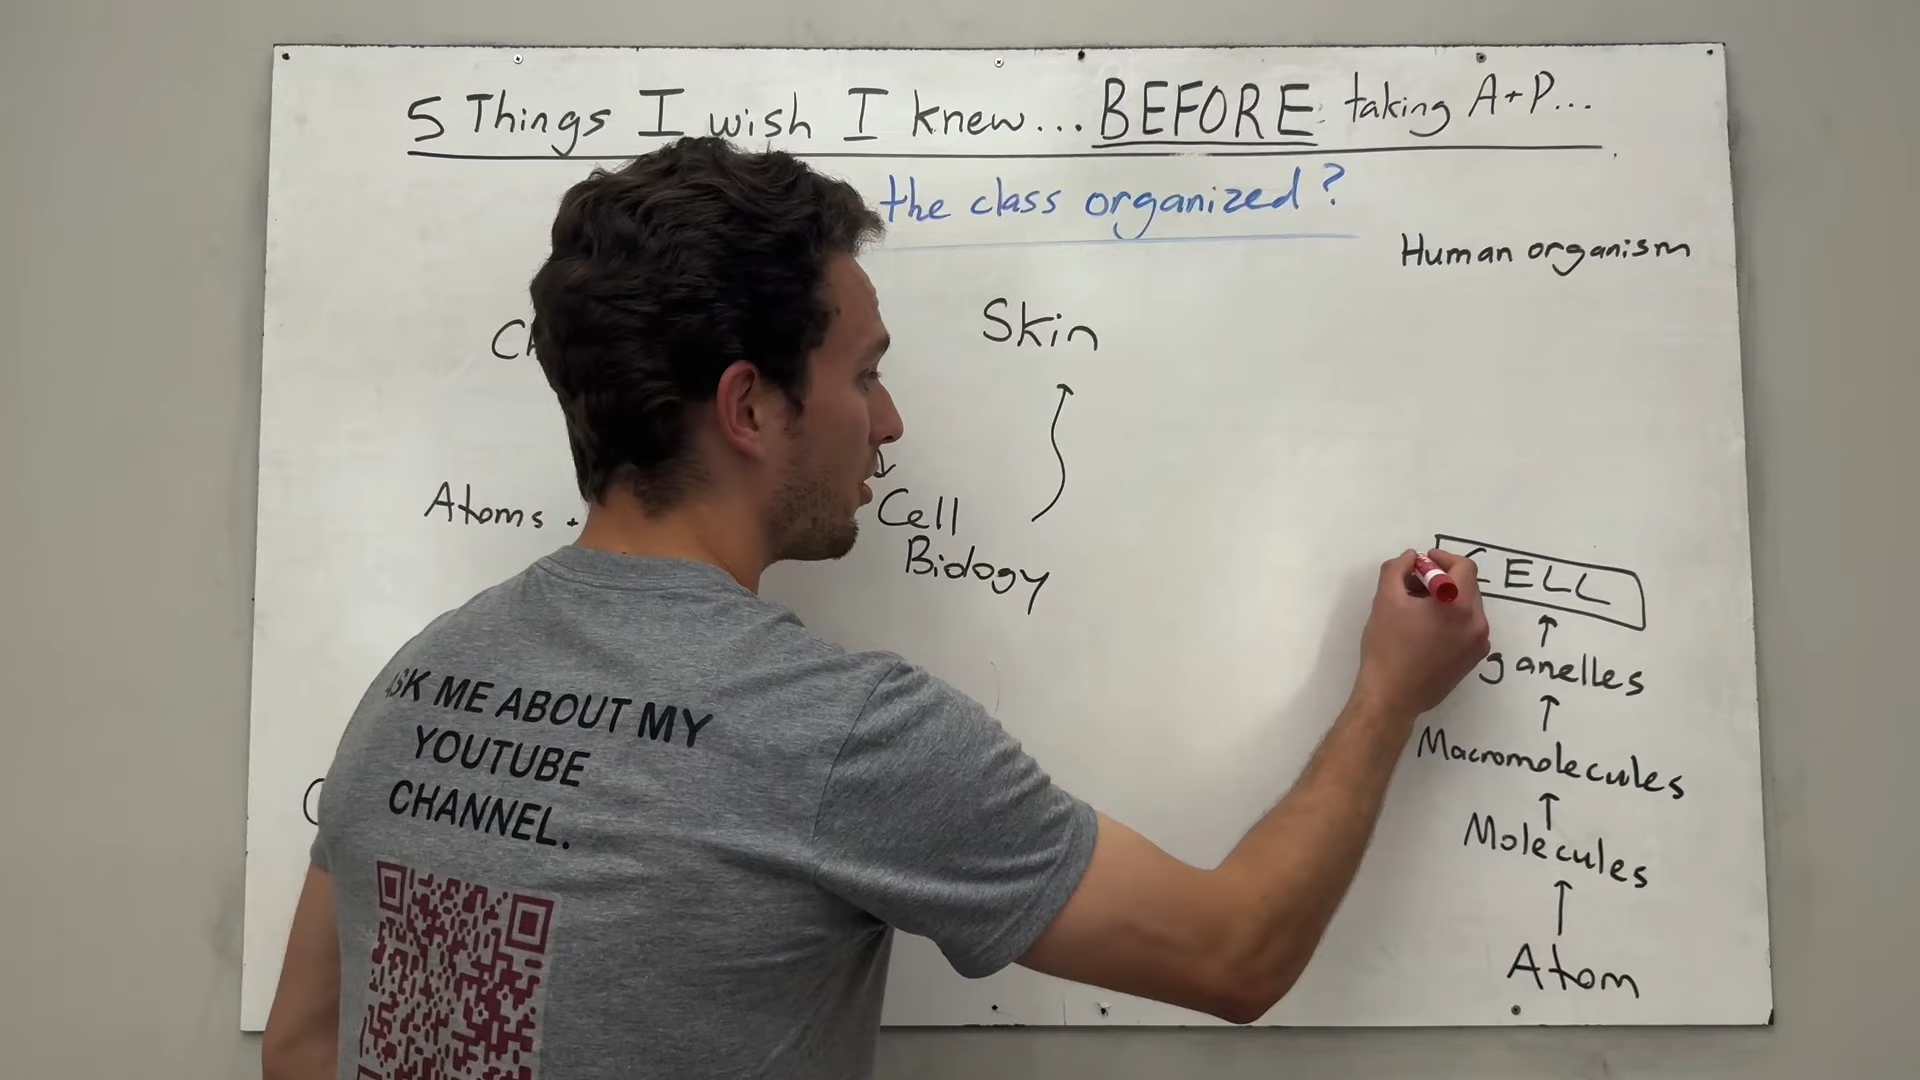 5 Things I wish I knew... BEFORE taking A+P...
the class organized?
Human organism
Skin
Atoms
Cell
Biology
ELL
ganelles
Macromolecules
Molecules
Atom
SK ME ABOUT MY
YOUTUBE
CHANNEL.